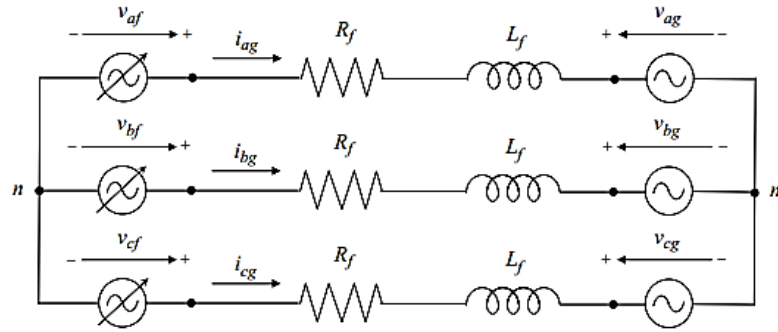 v_af i_ag R_f L_f v_ag
− + + −
v_bf i_bg R_f L_f v_bg
− + + −
n n
v_cf i_cg R_f L_f v_cg
− + + −